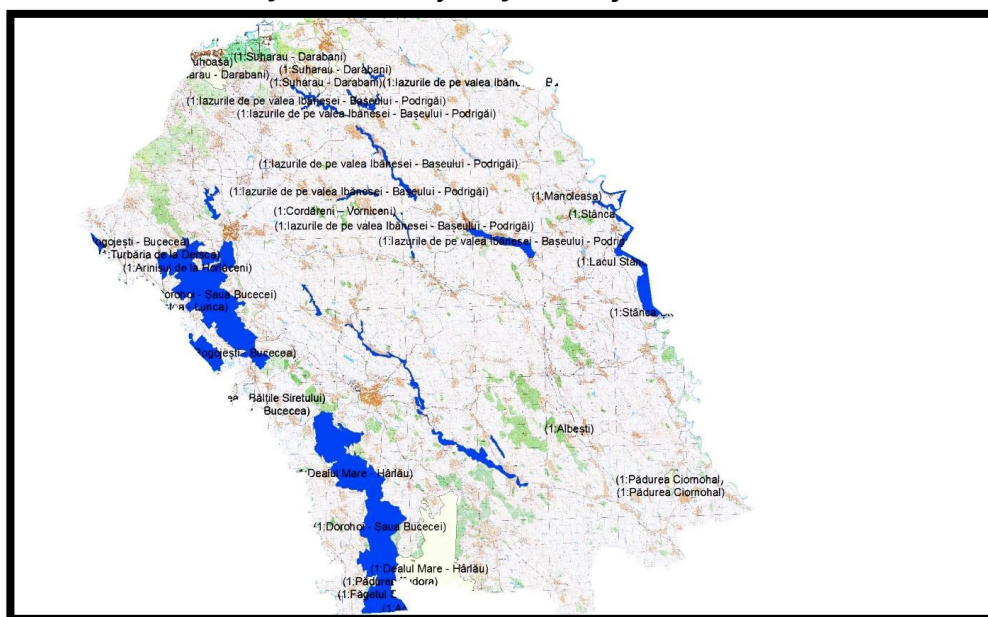 (1:Suharau - Darabani)
(1:Suharau - Darabani)
- Darabani)
(1:Suharau - Darabani)(1:Iazurile de pe valea
(1:Iazurile de pe valea Ibănesei - Bașeului - Podrigăi)
(1:Iazurile de pe valea Ibănesei - Bașeului - Podrigăi)
(1:Iazurile de pe valea Ibănesei - Bașeului - Podrigăi)
(1:Iazurile de pe valea Ibănesei - Bașeului - Podrigăi)
(1:Manoleasa)
(1:Cordăreni – Vorniceni)
(1:Stânca
(1:Iazurile de pe valea Ibănesei - Bașeului - Podrigăi)
- Bucecea)
(1:Iazurile de pe valea Ibănesei - Bașeului -
:Turbăria de la Dersca)
(1:Lacul
(1:Arinișul de la Horlăceni)
- Șaua Bucecei)
Lunca)
(1:Stânca
- Bucecea)
Bălțile Siretului)
Bucecea)
(1:Albești)
Dealul Mare - Hârlău)
(1:Pădurea Ciornohal)
(1:Pădurea Ciornohal)
1:Dorohoi - Șaua Bucecei)
(1:Dealul Mare - Hârlău)
(1:Făgetul